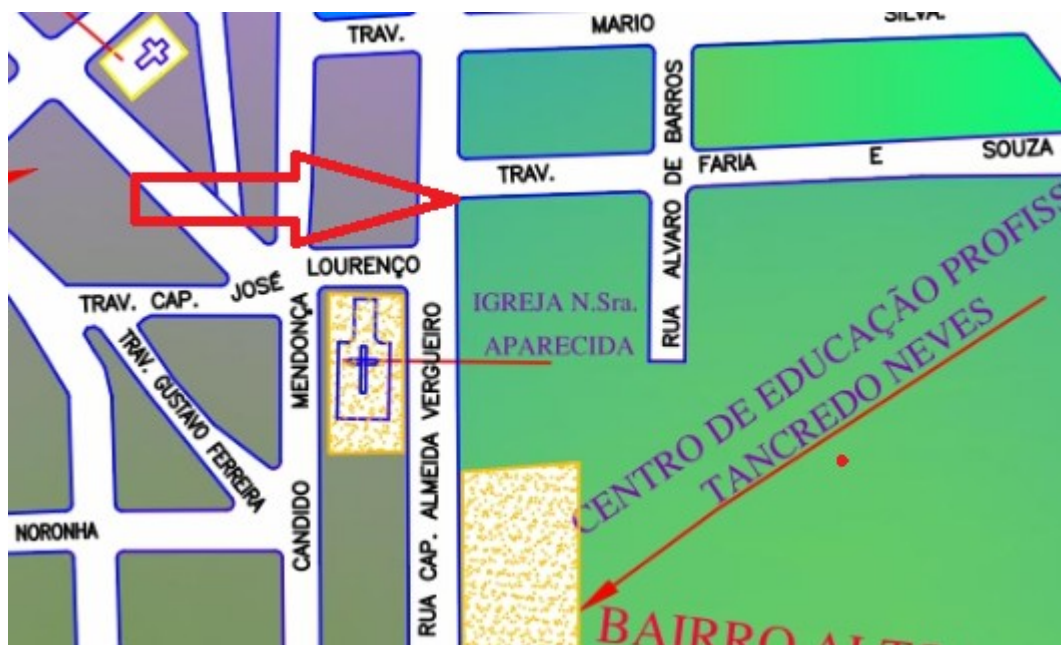 TRAV. MARIO SILVA.
TRAV. FARIA E SOUZA
RUA ALVARO DE BARROS
TRAV. CAP. JOSÉ LOURENÇO
IGREJA N.Sra.
APARECIDA
CENTRO DE EDUCAÇÃO PROFISS
TANCREDO NEVES
TRAV. GUSTAVO FERREIRA
CANDIDO MENDONÇA
RUA CAP. ALMEIDA VERGUEIRO
NORONHA
BAIRRO ALTO